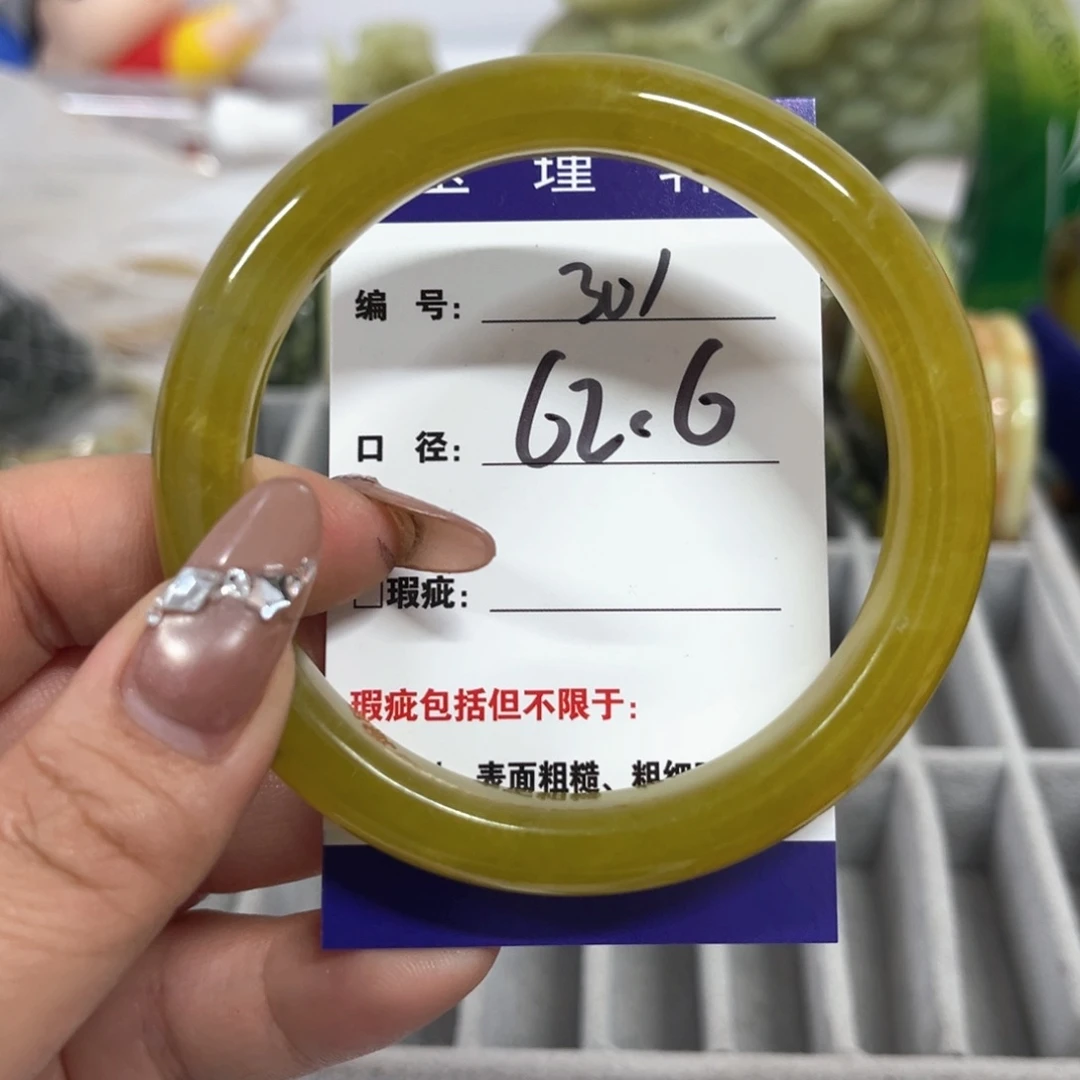 理
编 号: 301
口 径: 62.6
□瑕疵:
瑕疵包括但不限于:
表面粗糙、粗细